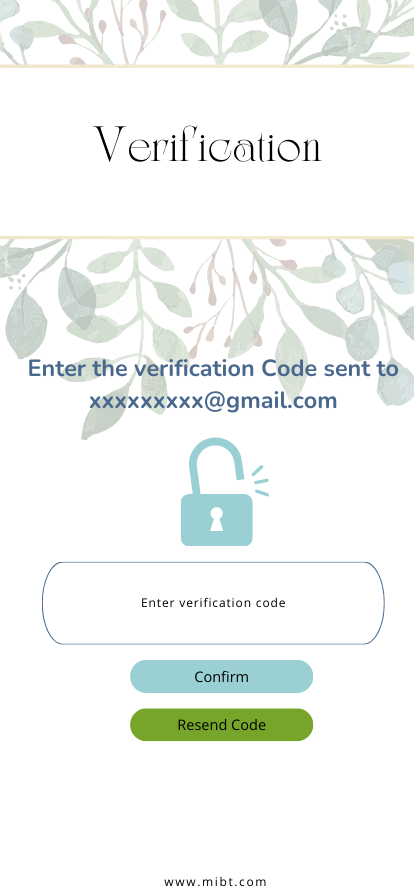 Verification
Enter the verification Code sent to
xxxxxxxxx@gmail.com
Enter verification code
Confirm
Resend Code
www.mibt.com